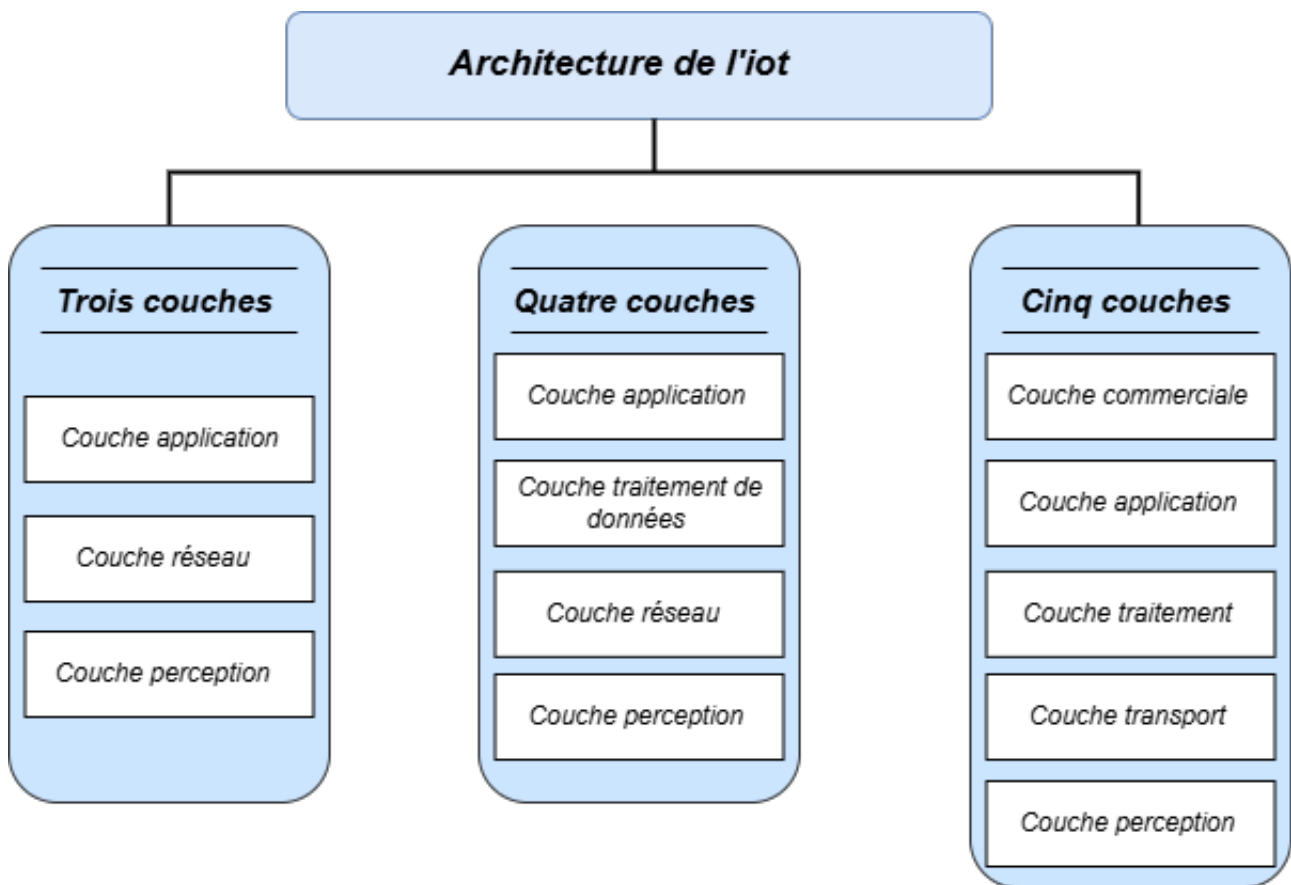 Architecture de l'iot
Trois couches
Couche application
Couche réseau
Couche perception
Quatre couches
Couche application
Couche traitement de
données
Couche réseau
Couche perception
Cinq couches
Couche commerciale
Couche application
Couche traitement
Couche transport
Couche perception